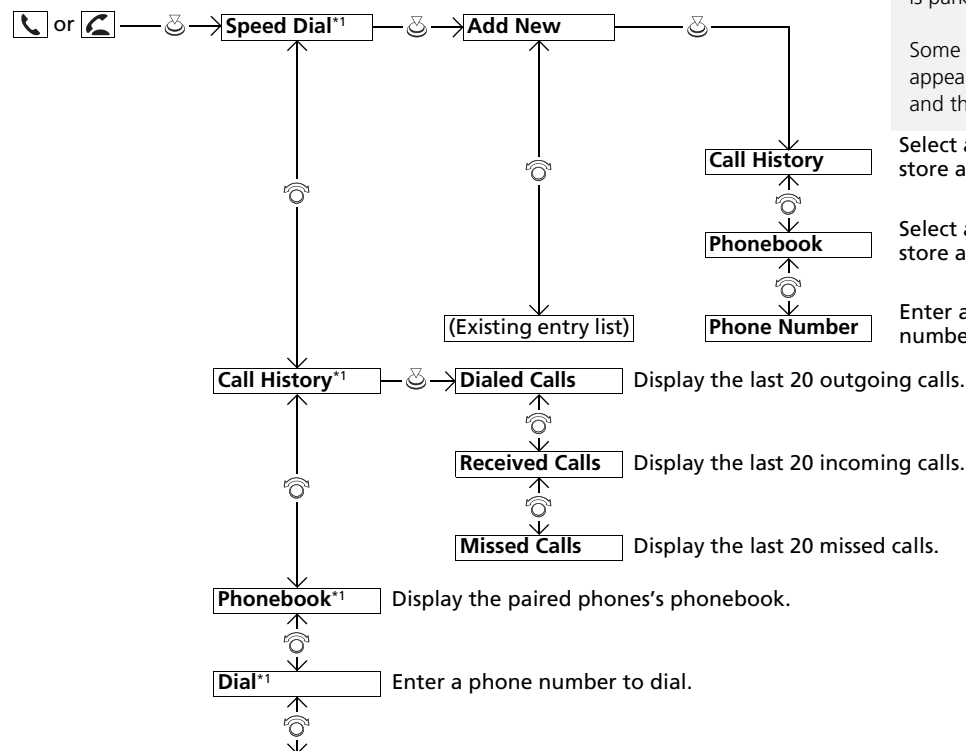 is park
or Speed Dial*1 Add New
Some
appea
and th
Call History
Select a
store a
Phonebook
Select a
store a
(Existing entry list)
Phone Number
Enter a
numbe
Call History*1 Dialed Calls Display the last 20 outgoing calls.
Received Calls Display the last 20 incoming calls.
Missed Calls Display the last 20 missed calls.
Phonebook*1 Display the paired phones's phonebook.
Dial*1 Enter a phone number to dial.